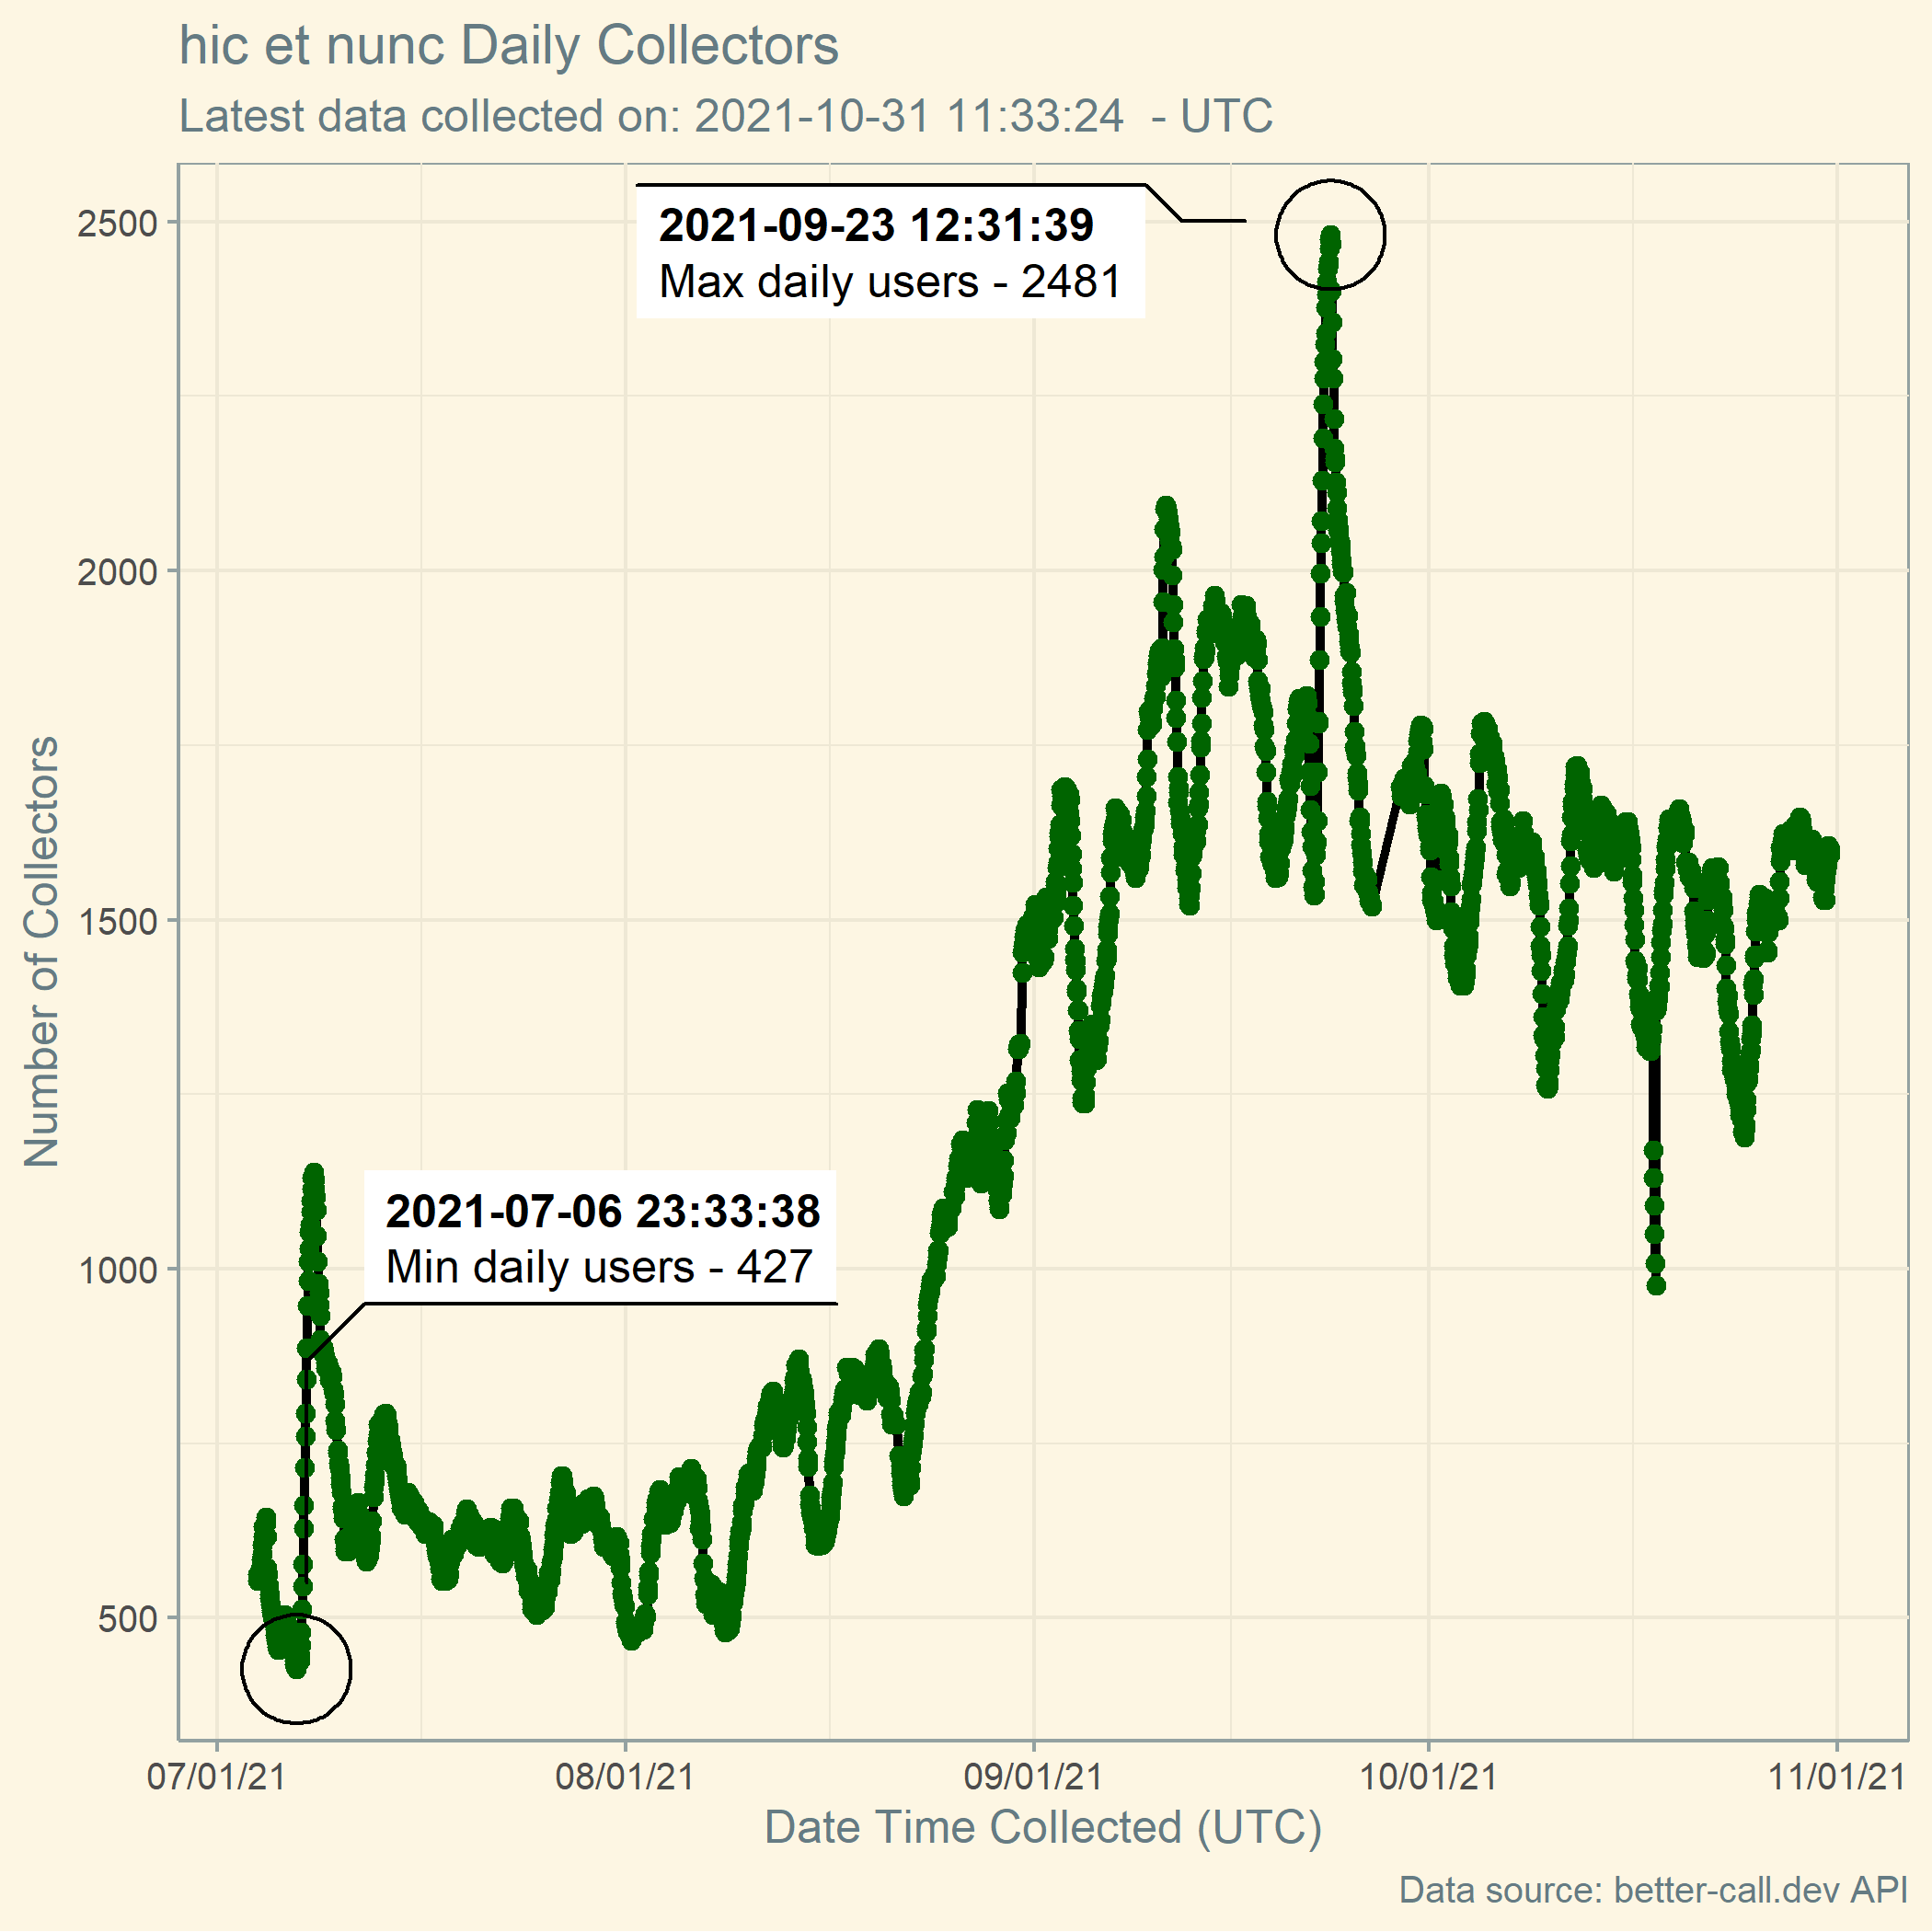 hic et nunc Daily Collectors
Latest data collected on: 2021-10-31 11:33:24  - UTC
2021-09-23 12:31:39
Max daily users - 2481
2021-07-06 23:33:38
Min daily users - 427
Number of Collectors
2500
2000
1500
1000
500
07/01/21
08/01/21
09/01/21
10/01/21
11/01/21
Date Time Collected (UTC)
Data source: better-call.dev API